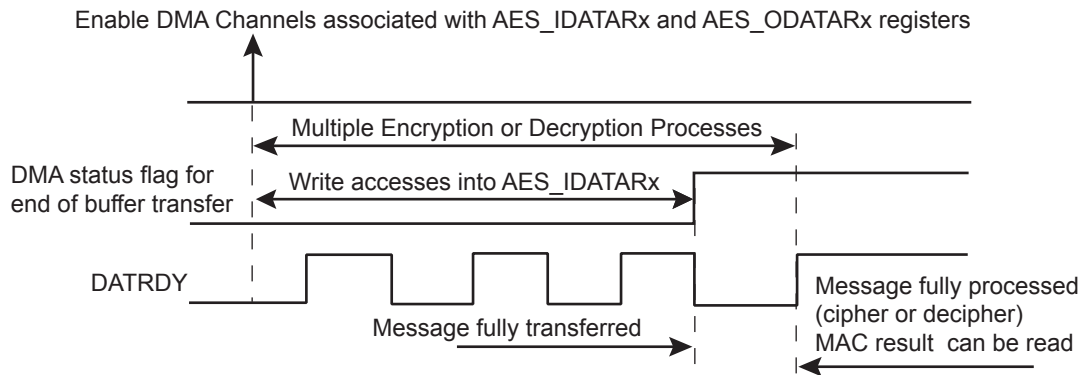 Enable DMA Channels associated with AES_IDATARx and AES_ODATARx registers
Multiple Encryption or Decryption Processes
DMA status flag for
end of buffer transfer
Write accesses into AES_IDATARx
DATRDY
Message fully transferred
Message fully processed
(cipher or decipher)
MAC result can be read